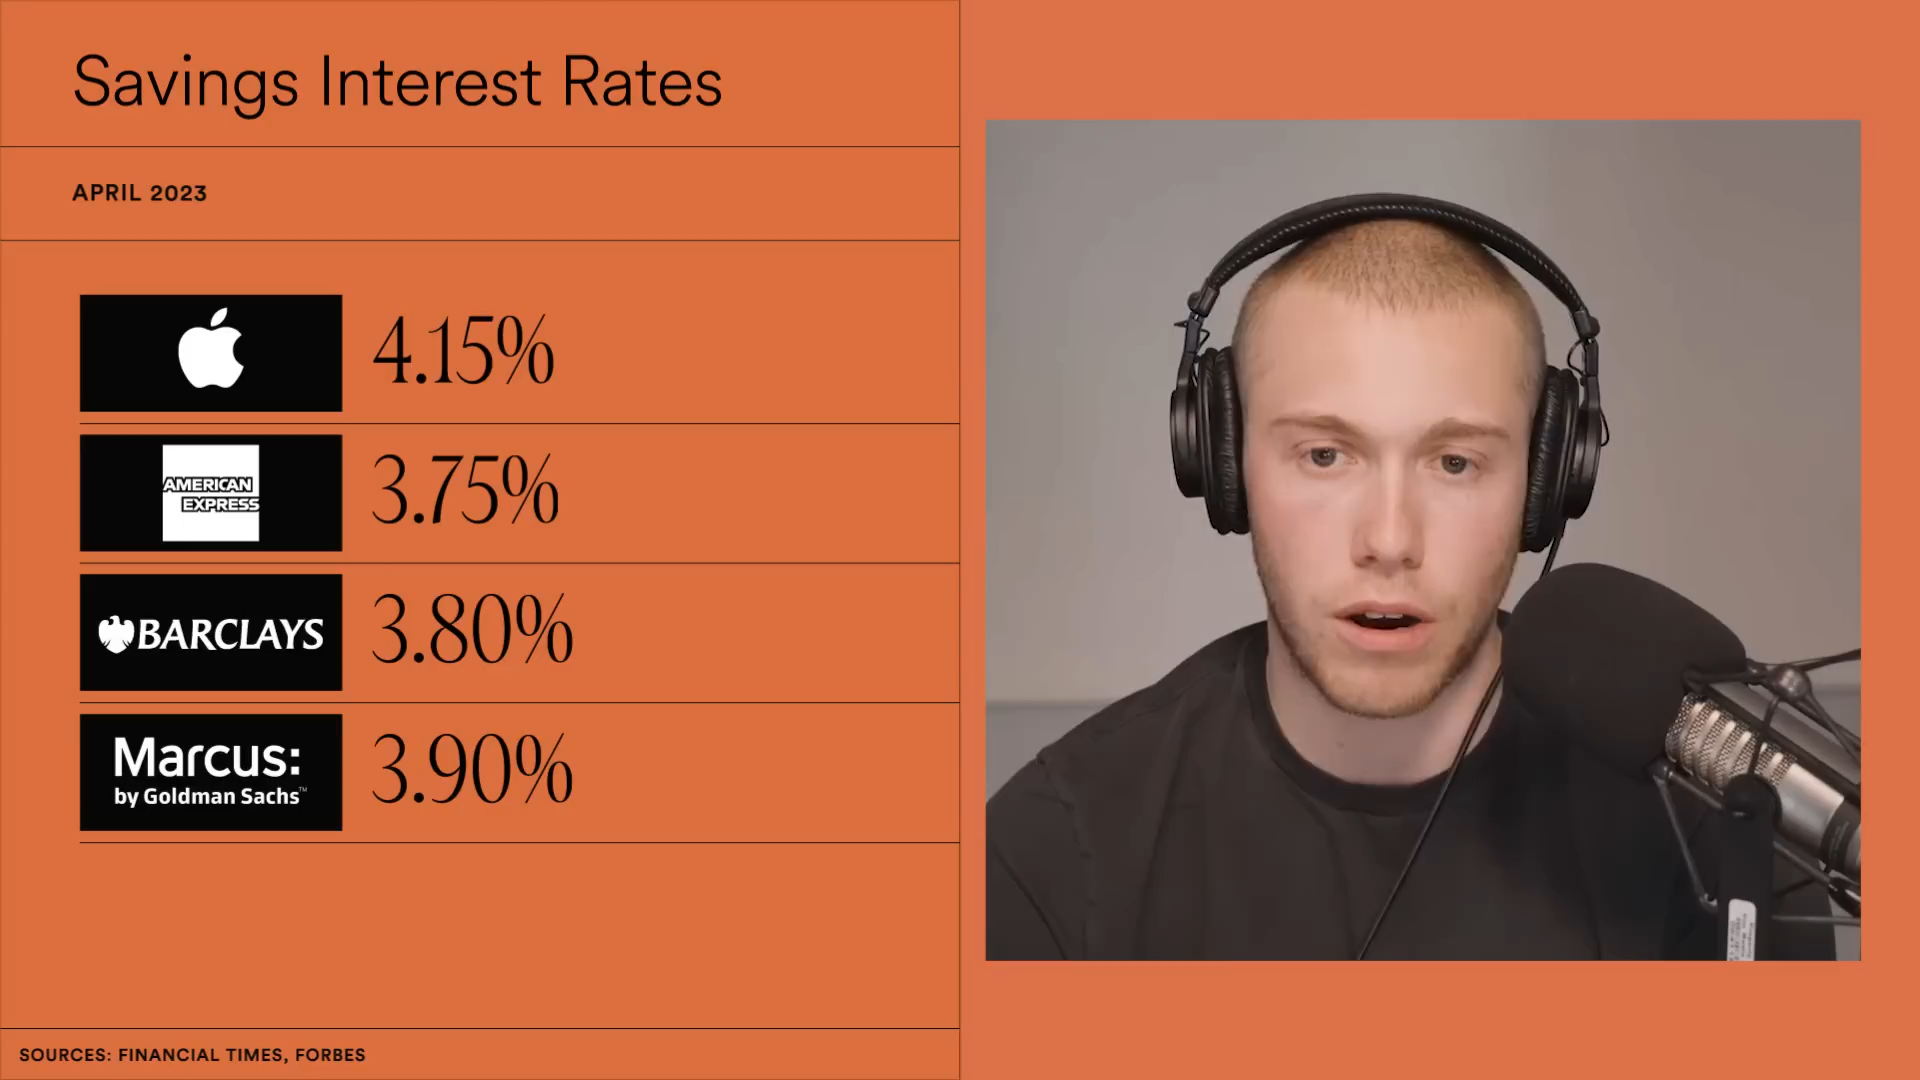 Savings Interest Rates
APRIL 2023
4.15%
AMERICAN
EXPRESS
3.75%
BARCLAYS
3.80%
Marcus:
by Goldman Sachs™
3.90%
SOURCES: FINANCIAL TIMES, FORBES